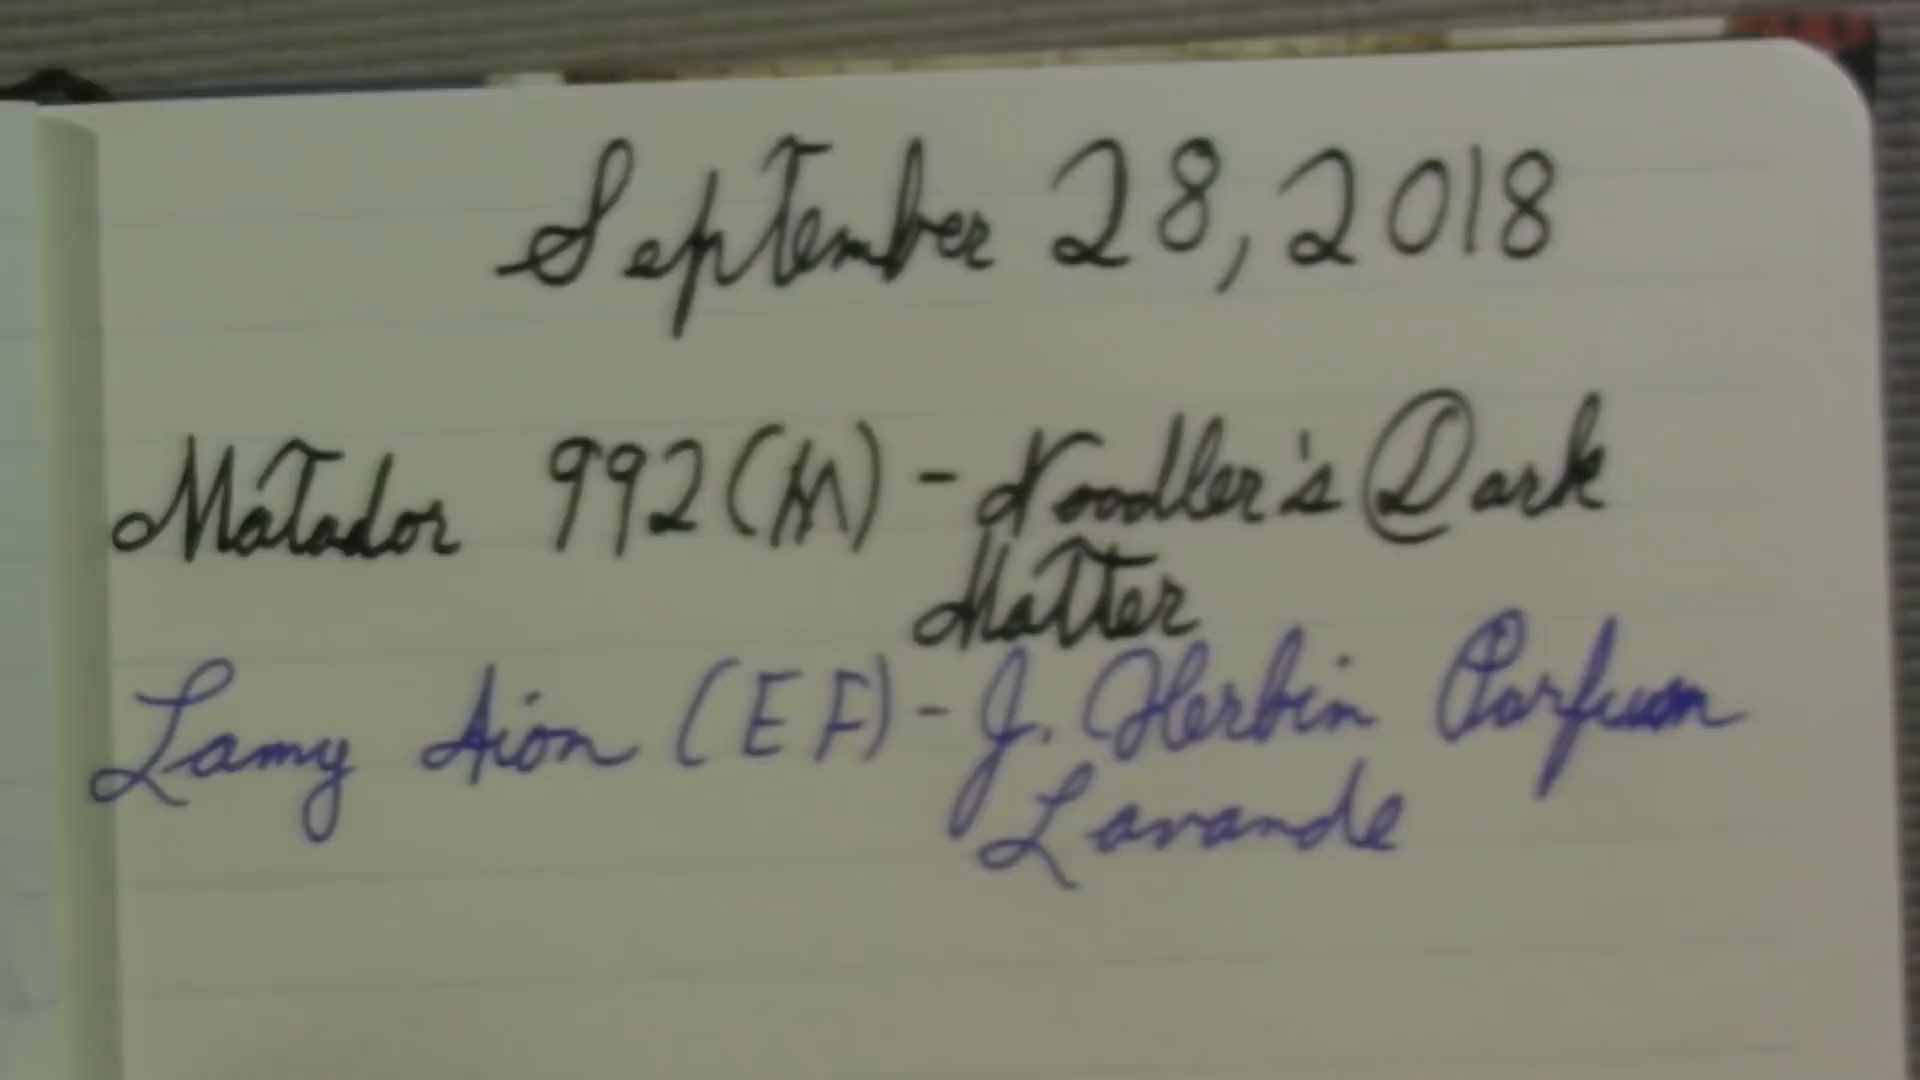 September 28, 2018
Matador 992 (M) - Noodler's Dark
Matter
Lamy Aion (EF) - J. Herbin Parfum
Lavande